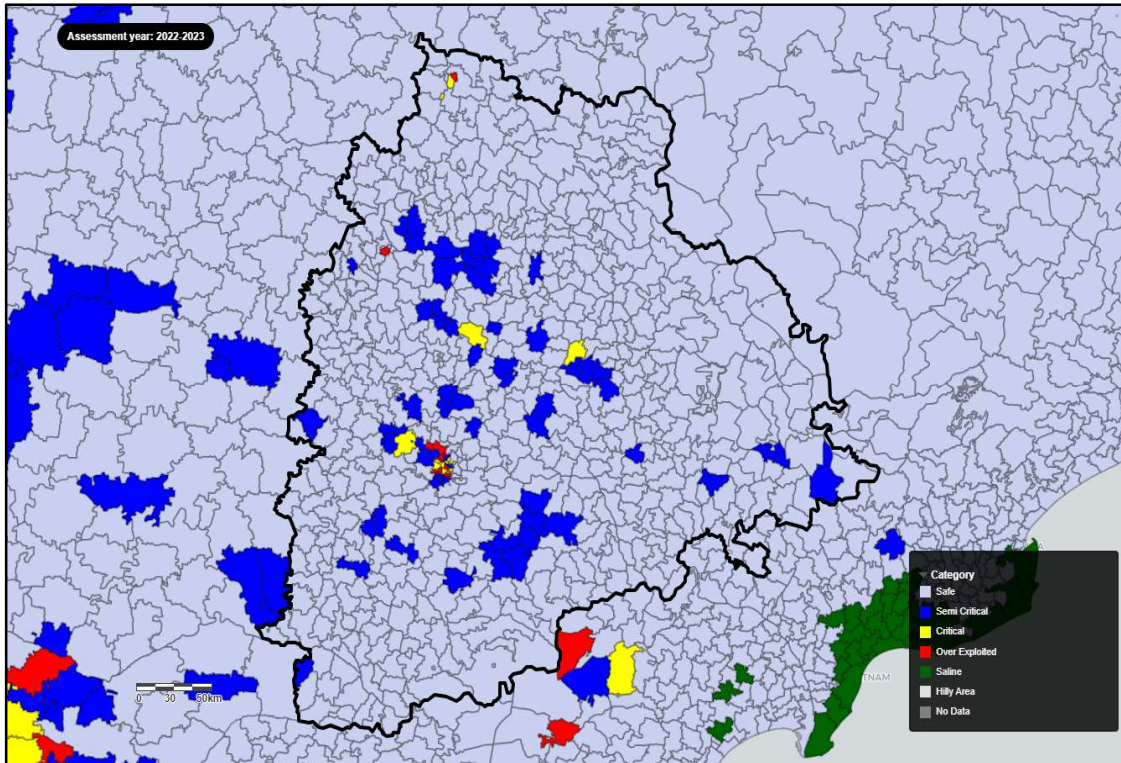 Assessment year: 2022-2023
Category
Safe
Semi Critical
Critical
Over Exploited
Saline
Hilly Area
No Data
TNAM
0 30 60km